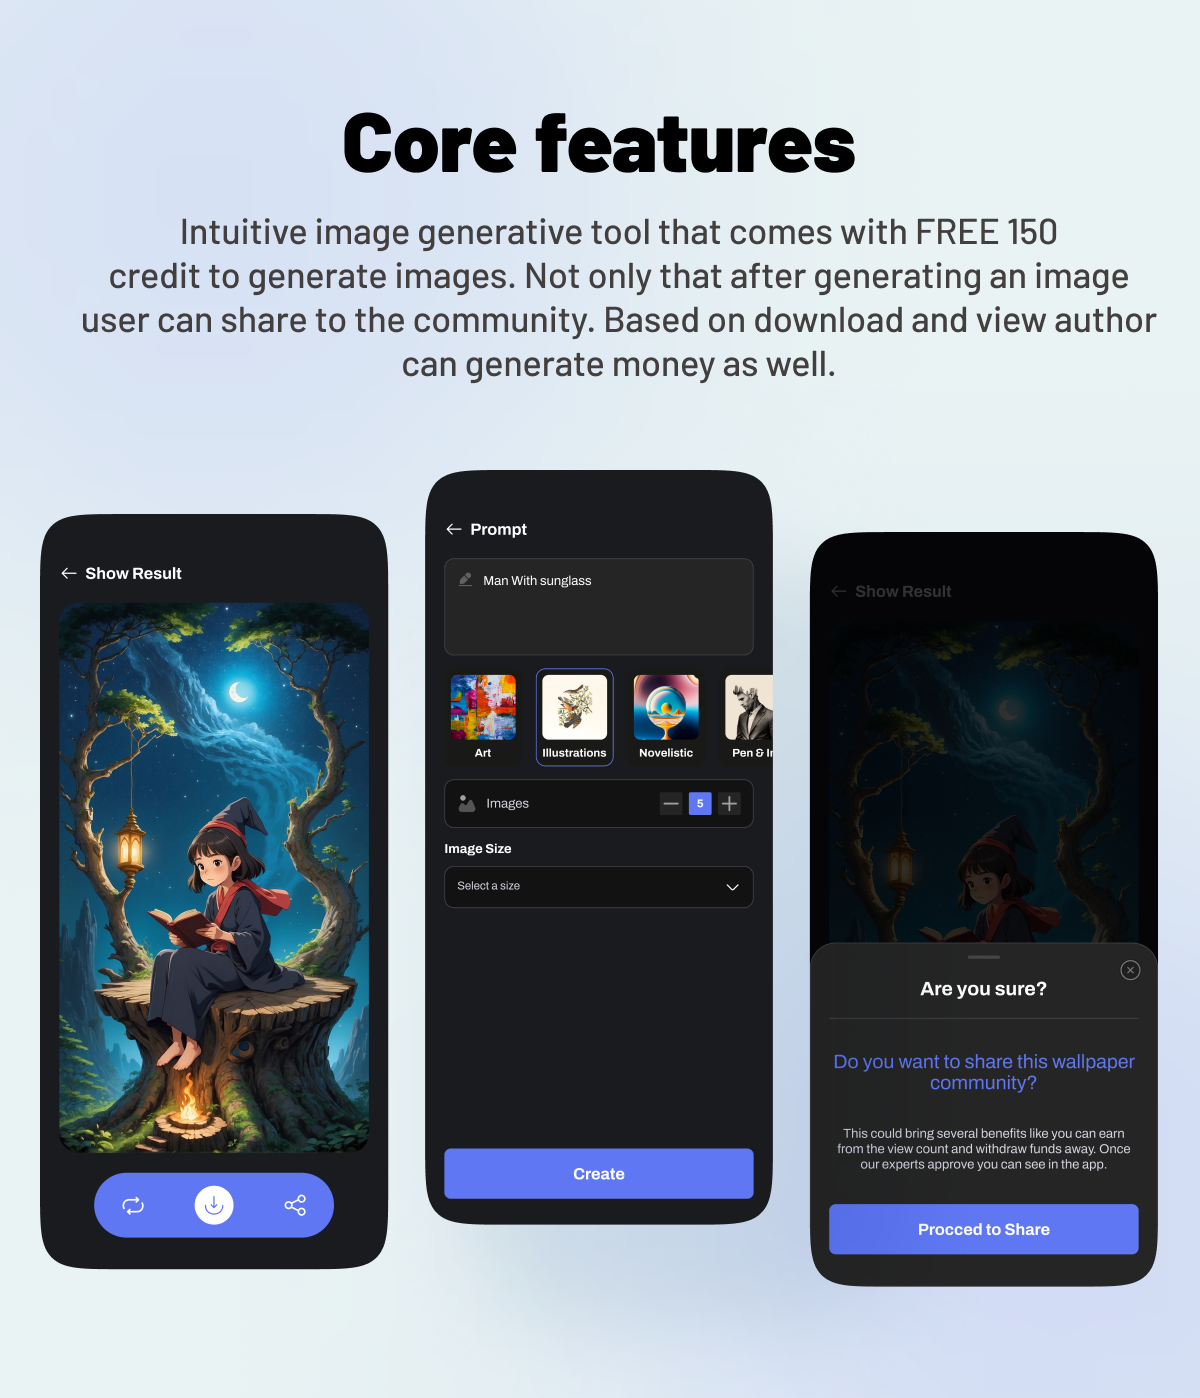 Core features
Intuitive image generative tool that comes with FREE 150
credit to generate images. Not only that after generating an image
user can share to the community. Based on download and view author
can generate money as well.
Show Result
Prompt
Man With sunglass
Art
Illustrations
Novelistic
Pen & In
Images
5
Image Size
Select a size
Create
Show Result
Are you sure?
Do you want to share this wallpaper
community?
This could bring several benefits like you can earn
from the view count and withdraw funds away. Once
our experts approve you can see in the app.
Procced to Share